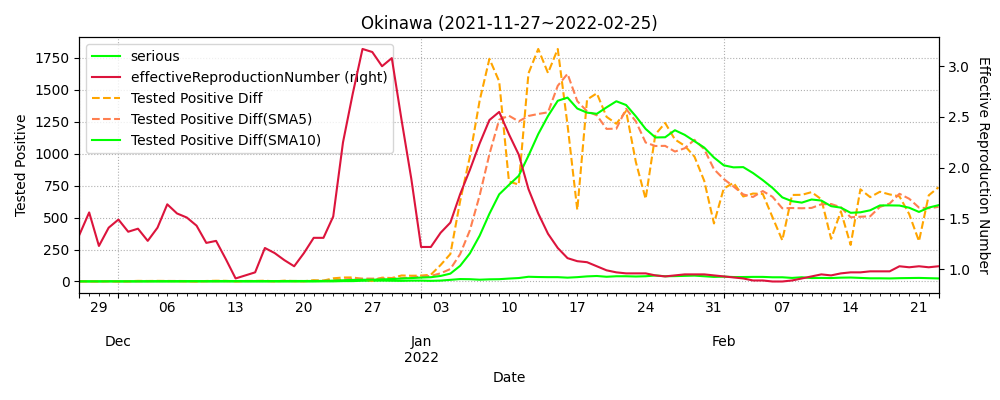 Okinawa (2021-11-27~2022-02-25)
serious
effectiveReproductionNumber (right)
Tested Positive Diff
Tested Positive Diff(SMA5)
Tested Positive Diff(SMA10)
Tested Positive
1750
1500
1250
1000
750
500
250
0
3.0
2.5
2.0
1.5
1.0
Effective Reproduction Number
29 06 13 20 27 03 10 17 24 31 07 14 21
Dec Jan Feb
2022
Date